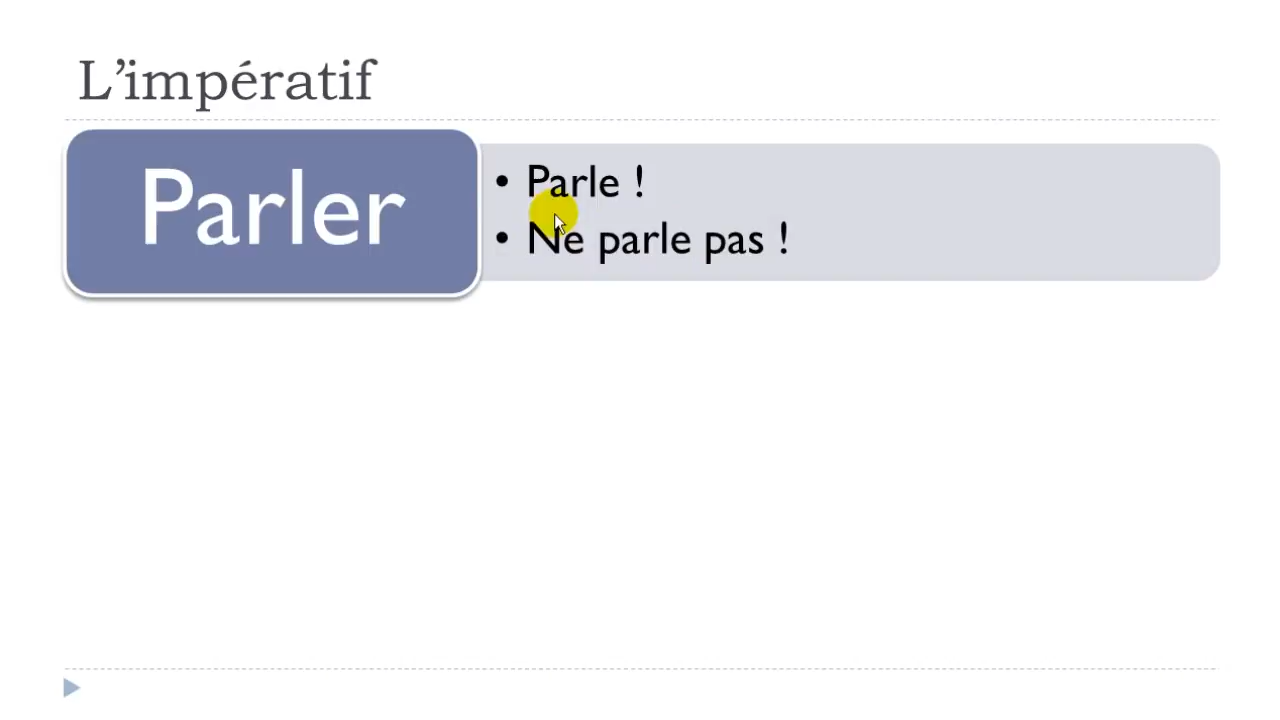 L’impératif
Parler
• Parle !
• Ne parle pas !